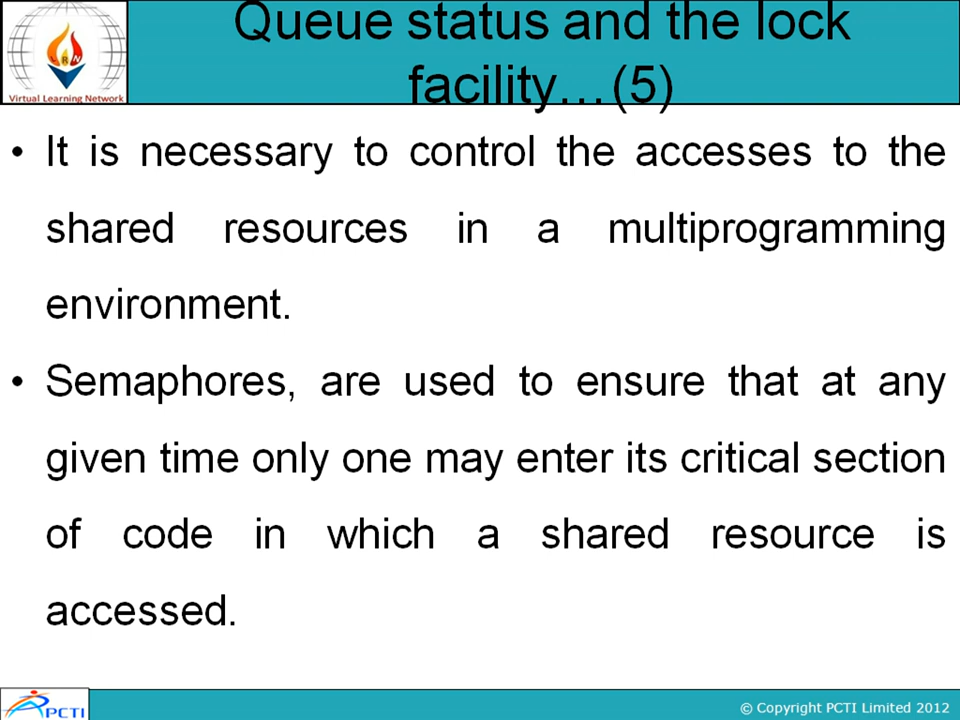 Queue status and the lock
facility…(5)
Virtual Learning Network
• It is necessary to control the accesses to the
shared resources in a multiprogramming
environment.
• Semaphores, are used to ensure that at any
given time only one may enter its critical section
of code in which a shared resource is
accessed.
PCTI
© Copyright PCTI Limited 2012